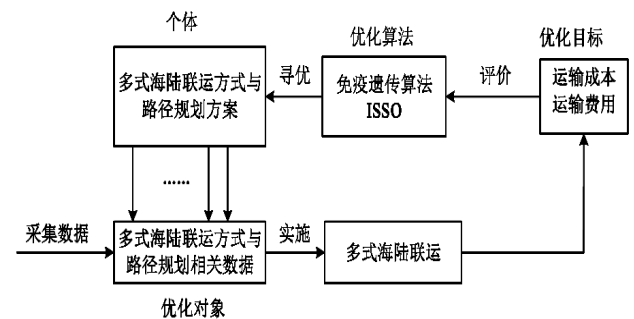 个体
优化算法
优化目标
多式海陆联运方式与
路径规划方案
寻优
免疫遗传算法
ISSO
评价
运输成本
运输费用
......
采集数据
多式海陆联运方式与
路径规划相关数据
实施
多式海陆联运
优化对象